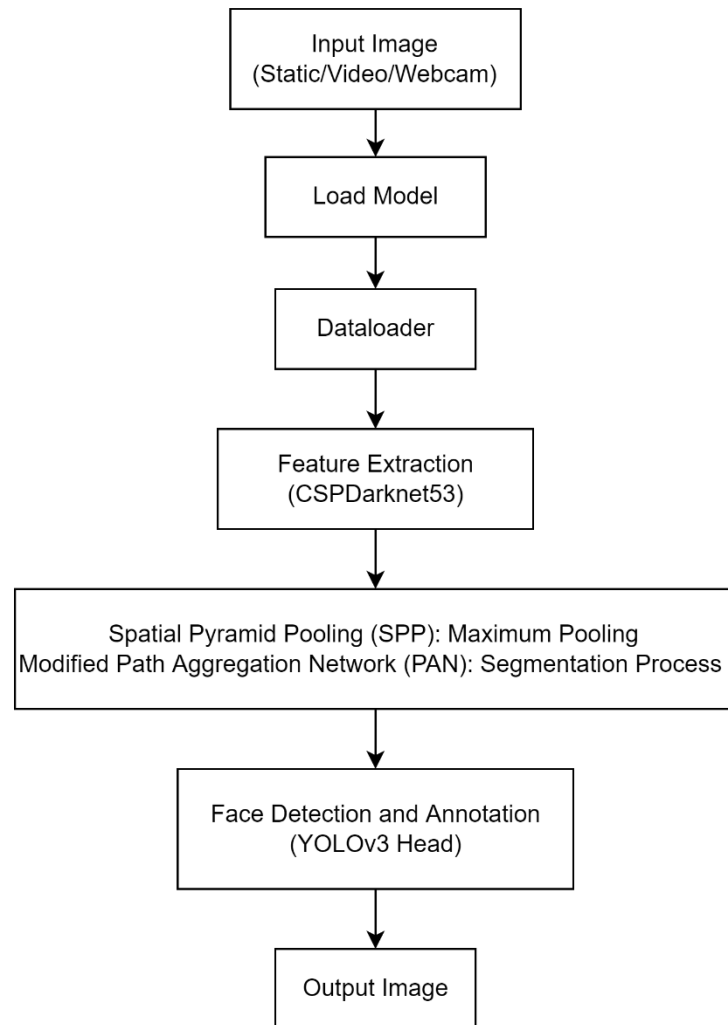 Input Image
(Static/Video/Webcam)
Load Model
Dataloader
Feature Extraction
(CSPDarknet53)
Spatial Pyramid Pooling (SPP): Maximum Pooling
Modified Path Aggregation Network (PAN): Segmentation Process
Face Detection and Annotation
(YOLOv3 Head)
Output Image